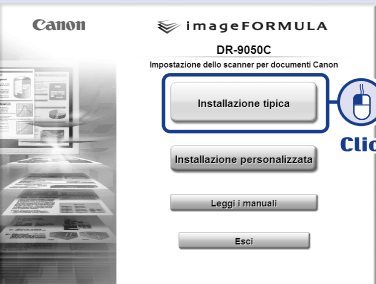 Canon
imageFORMULA
DR-9050C
Impostazione dello scanner per documenti Canon
Installazione tipica
Clic
Installazione personalizzata
Leggi i manuali
Esci